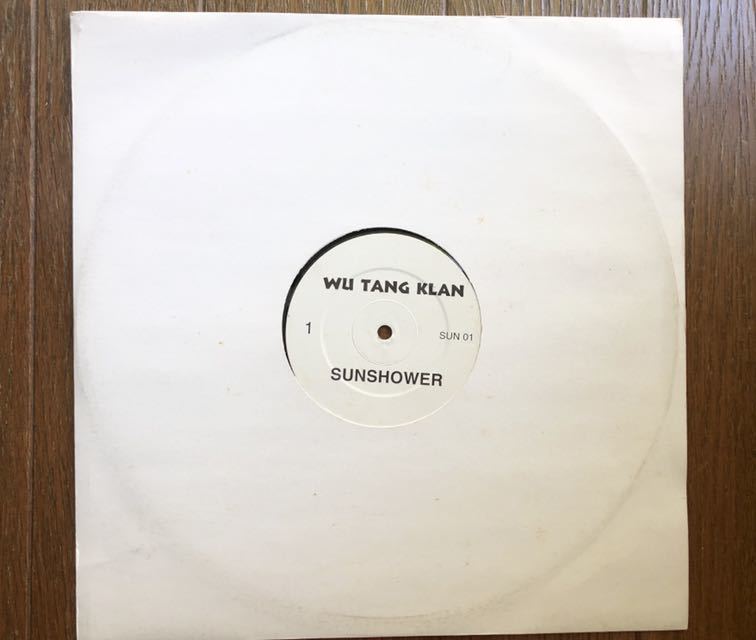 WU TANG KLAN
1
SUN 01
SUNSHOWER